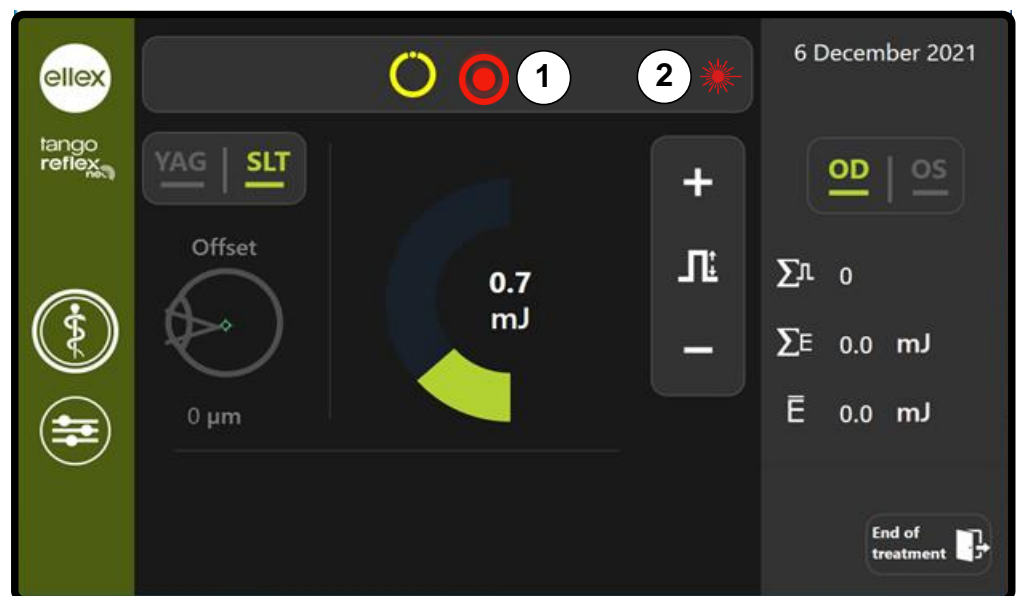 ellex
tango
reflex
neo
1
2
6 December 2021
YAG | SLT
OD | OS
Offset
0.7
mJ
0 µm
+
−
Σ 0
ΣE 0.0 mJ
Ē 0.0 mJ
End of
treatment